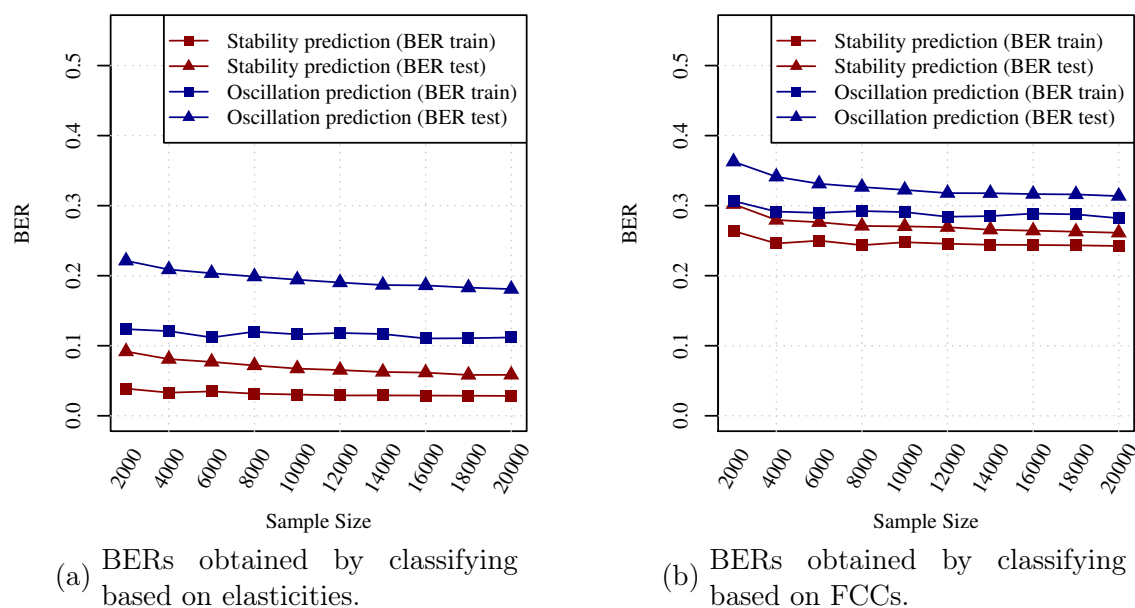 Stability prediction (BER train)
Stability prediction (BER test)
Oscillation prediction (BER train)
Oscillation prediction (BER test)
BER
0.0
0.1
0.2
0.3
0.4
0.5
2000
4000
6000
8000
10000
12000
14000
16000
18000
20000
Sample Size
(a) BERs obtained by classifying
based on elasticities.
Stability prediction (BER train)
Stability prediction (BER test)
Oscillation prediction (BER train)
Oscillation prediction (BER test)
BER
0.0
0.1
0.2
0.3
0.4
0.5
2000
4000
6000
8000
10000
12000
14000
16000
18000
20000
Sample Size
(b) BERs obtained by classifying
based on FCCs.